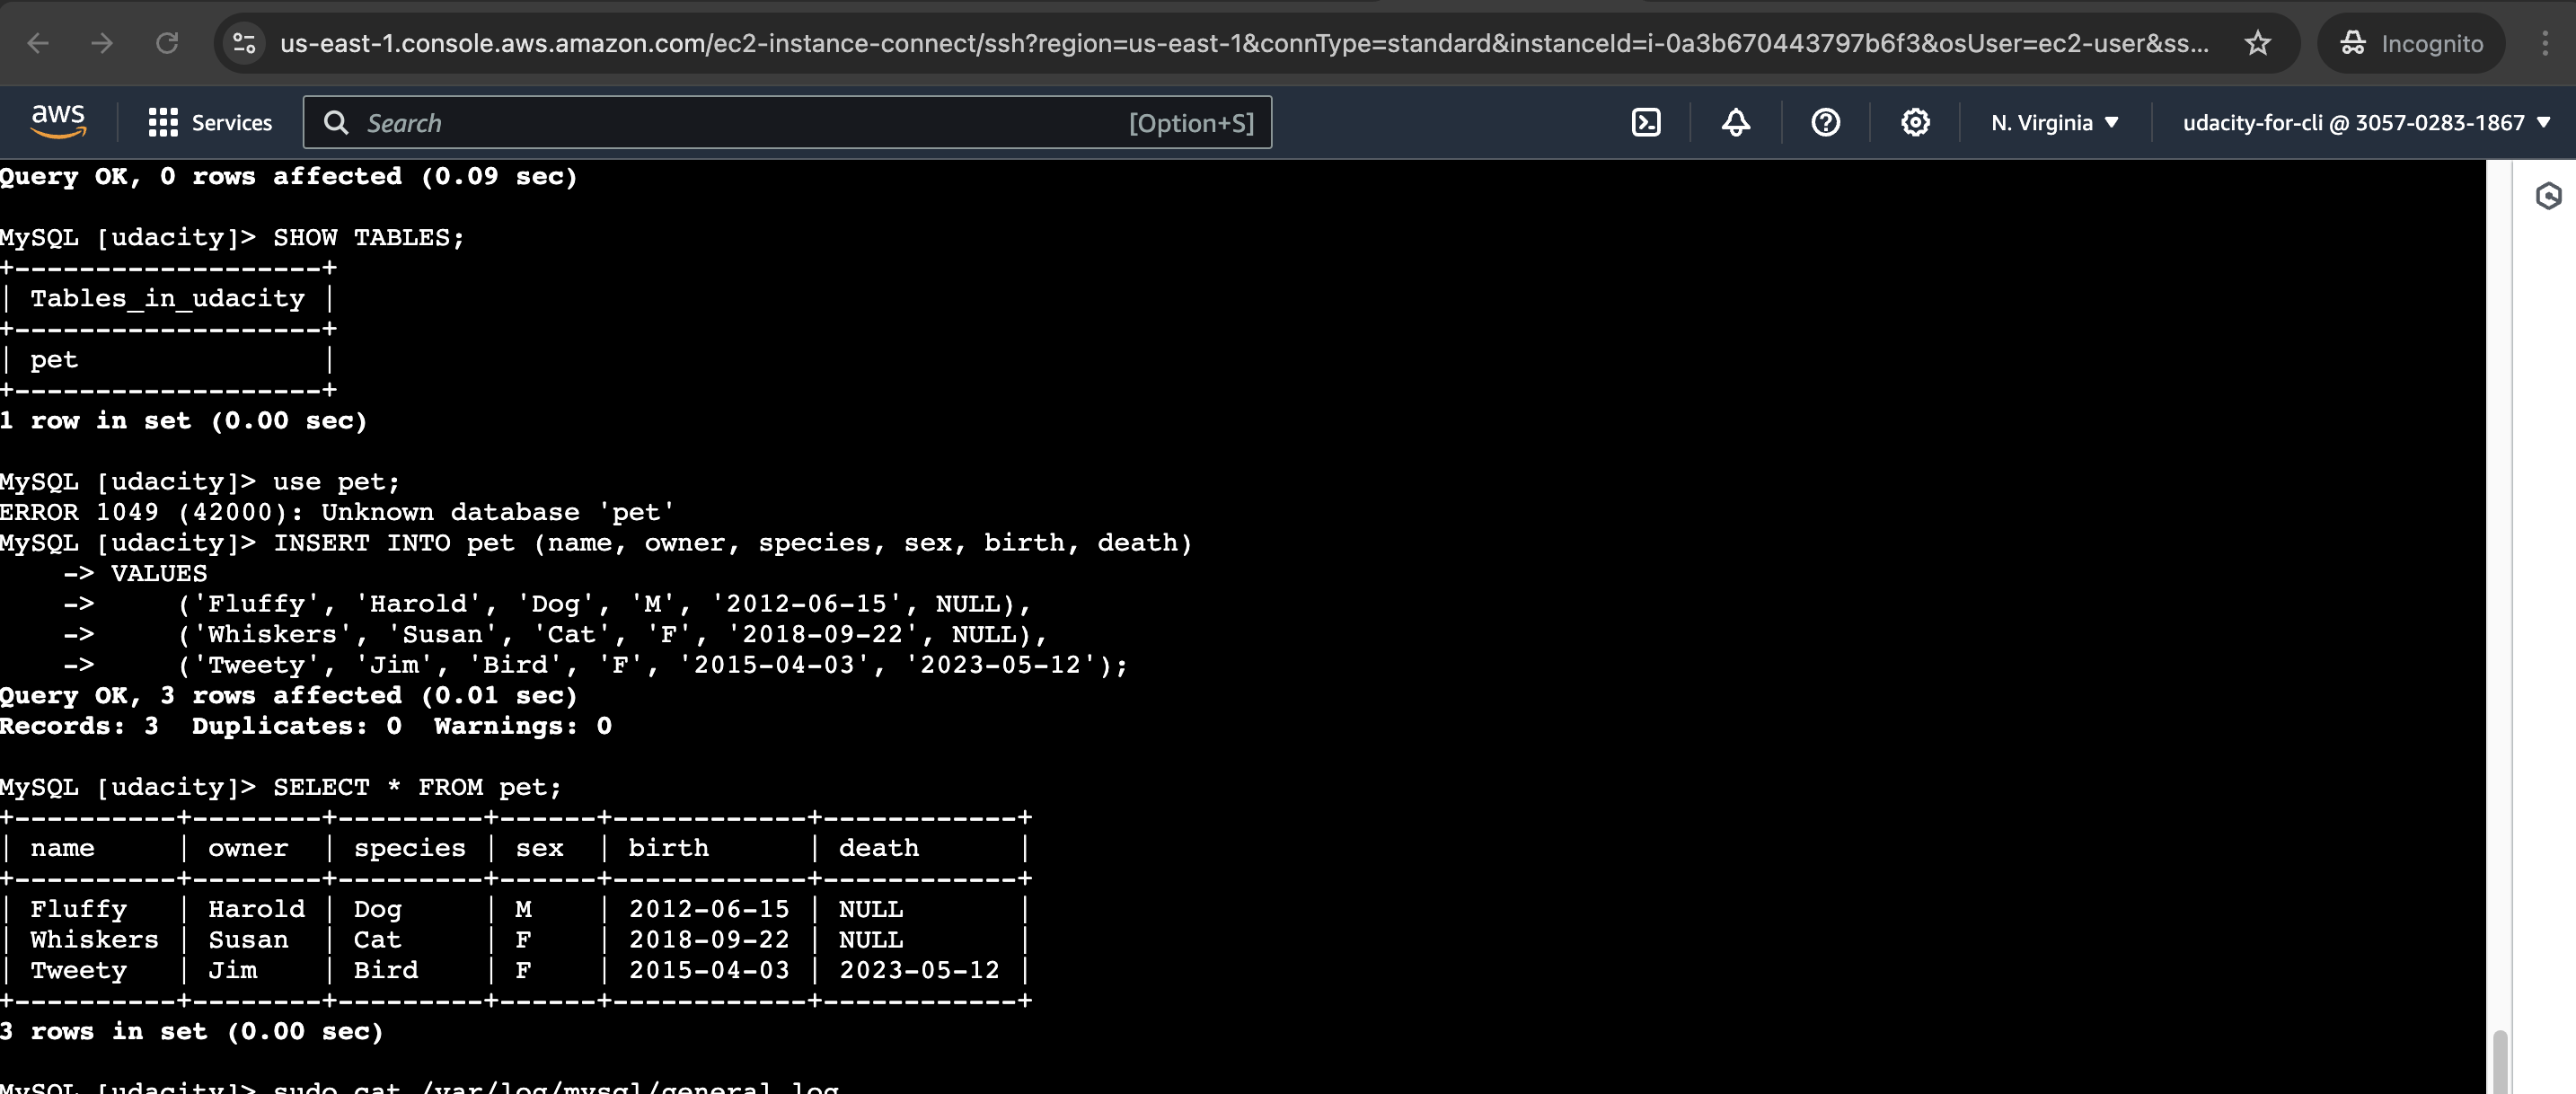 us-east-1.console.aws.amazon.com/ec2-instance-connect/ssh?region=us-east-1&connType=standard&instanceId=i-0a3b670443797b6f3&osUser=ec2-user&ss... Incognito
aws Services Search [Option+S] N. Virginia udacity-for-cli @ 3057-0283-1867
Query OK, 0 rows affected (0.09 sec)
MySQL [udacity]> SHOW TABLES;
+-------------------+
| Tables_in_udacity |
+-------------------+
| pet               |
+-------------------+
1 row in set (0.00 sec)
MySQL [udacity]> use pet;
ERROR 1049 (42000): Unknown database 'pet'
MySQL [udacity]> INSERT INTO pet (name, owner, species, sex, birth, death)
    -> VALUES
    ->     ('Fluffy', 'Harold', 'Dog', 'M', '2012-06-15', NULL),
    ->     ('Whiskers', 'Susan', 'Cat', 'F', '2018-09-22', NULL),
    ->     ('Tweety', 'Jim', 'Bird', 'F', '2015-04-03', '2023-05-12');
Query OK, 3 rows affected (0.01 sec)
Records: 3  Duplicates: 0  Warnings: 0
MySQL [udacity]> SELECT * FROM pet;
+----------+--------+---------+------+------------+------------+
| name     | owner  | species | sex  | birth      | death      |
+----------+--------+---------+------+------------+------------+
| Fluffy   | Harold | Dog     | M    | 2012-06-15 | NULL       |
| Whiskers | Susan  | Cat     | F    | 2018-09-22 | NULL       |
| Tweety   | Jim    | Bird    | F    | 2015-04-03 | 2023-05-12 |
+----------+--------+---------+------+------------+------------+
3 rows in set (0.00 sec)
MySQL [udacity]> sudo cat /var/log/mysql/general.log